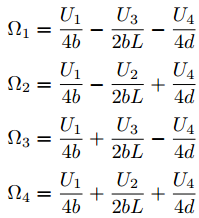 Ω₁ = U₁/4b − U₃/2bL − U₄/4d
Ω₂ = U₁/4b − U₂/2bL + U₄/4d
Ω₃ = U₁/4b + U₃/2bL − U₄/4d
Ω₄ = U₁/4b + U₂/2bL + U₄/4d